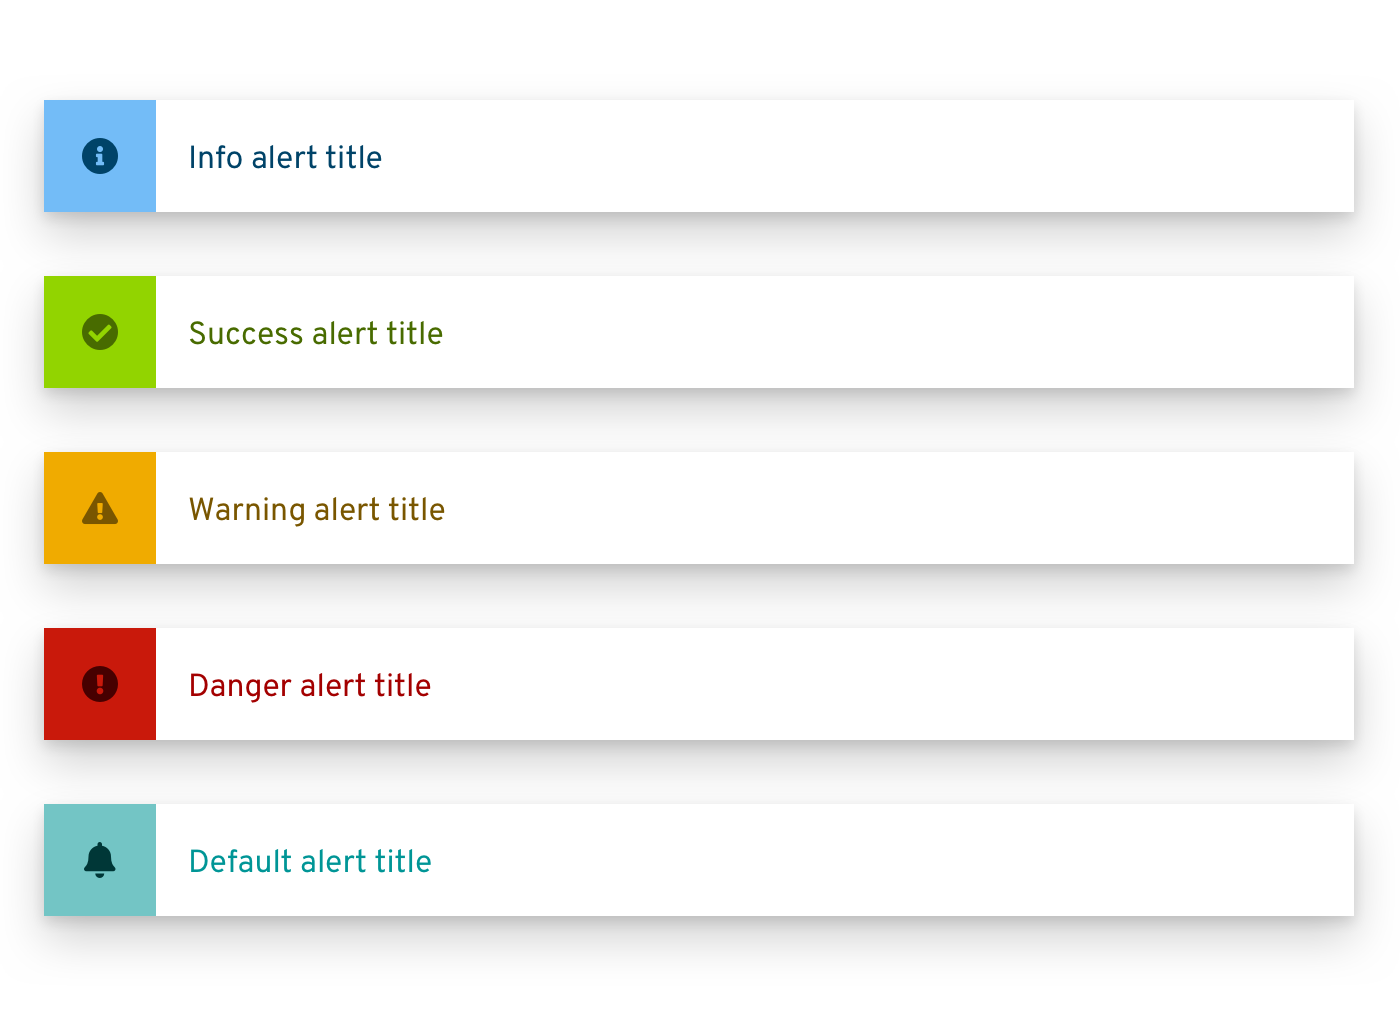 Info alert title
Success alert title
Warning alert title
Danger alert title
Default alert title